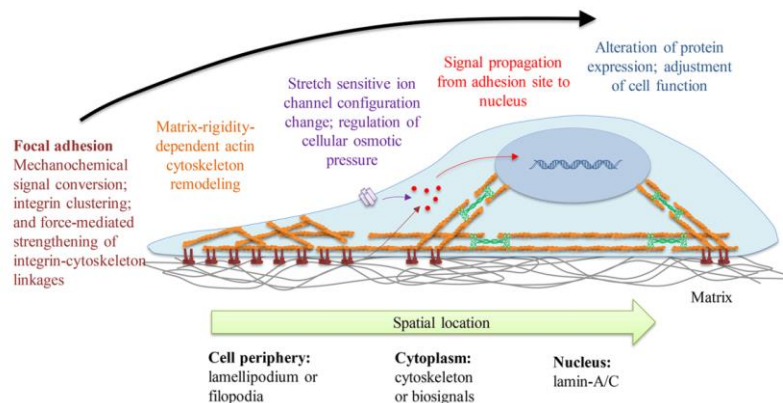 Focal adhesion
Mechanochemical
signal conversion;
integrin clustering;
and force-mediated
strengthening of
integrin-cytoskeleton
linkages
Matrix-rigidity-
dependent actin
cytoskeleton
remodeling
Stretch sensitive ion
channel configuration
change; regulation of
cellular osmotic
pressure
Signal propagation
from adhesion site to
nucleus
Alteration of protein
expression; adjustment
of cell function
Matrix
Spatial location
Cell periphery:
lamellipodium or
filopodia
Cytoplasm:
cytoskeleton
or biosignals
Nucleus:
lamin-A/C